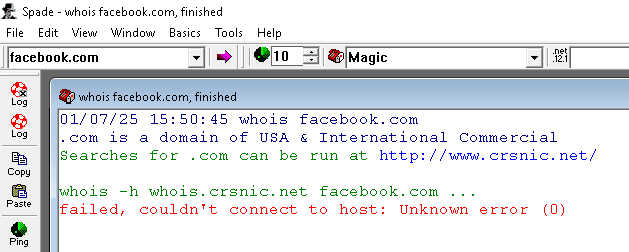 Spade - whois facebook.com, finished
File Edit View Window Basics Tools Help
facebook.com 10 Magic .net .12.1
Log
Log
Copy
Paste
Ping
whois facebook.com, finished
01/07/25 15:50:45 whois facebook.com
.com is a domain of USA & International Commercial
Searches for .com can be run at http://www.crsnic.net/
whois -h whois.crsnic.net facebook.com ...
failed, couldn't connect to host: Unknown error (0)